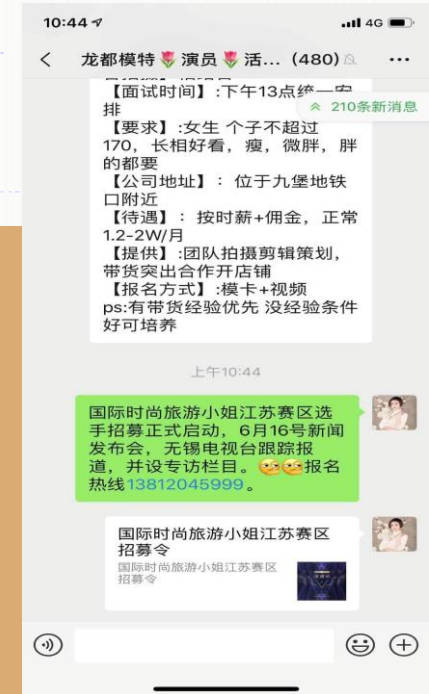 10:44
4G
龙都模特🌷演员🌷活... (480)
210条新消息
【面试时间】:下午13点统一安
排
【要求】:女生 个子不超过
170，长相好看，瘦，微胖，胖
的都要
【公司地址】：位于九堡地铁
口附近
【待遇】：按时薪+佣金，正常
1.2-2W/月
【提供】:团队拍摄剪辑策划，
带货突出合作开店铺
【报名方式】:模卡+视频
ps:有带货经验优先 没经验条件
好可培养
上午10:44
国际时尚旅游小姐江苏赛区选
手招募正式启动，6月16号新闻
发布会，无锡电视台跟踪报
道，并设专访栏目。🤭🤭报名
热线13812045999。
国际时尚旅游小姐江苏赛区
招募令
国际时尚旅游小姐江苏赛区
招募令